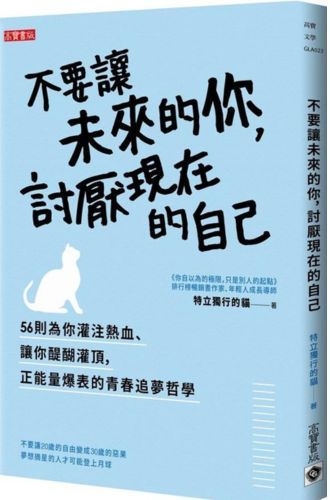 高寶書版
不要讓
未來的你,
討厭現在
的自己
《你自以為的極限,只是別人的起點》
排行榜暢銷書作家、年輕人成長導師
特立獨行的貓——著
56則為你灌注熱血、
讓你醍醐灌頂,
正能量爆表的青春追夢哲學
不要讓20歲的自由變成30歲的惡果
夢想摘星的人才可能登上月球
高寶
文學
GLA023
不要讓未來的你,討厭現在的自己
特立獨行的貓——著
高寶書版